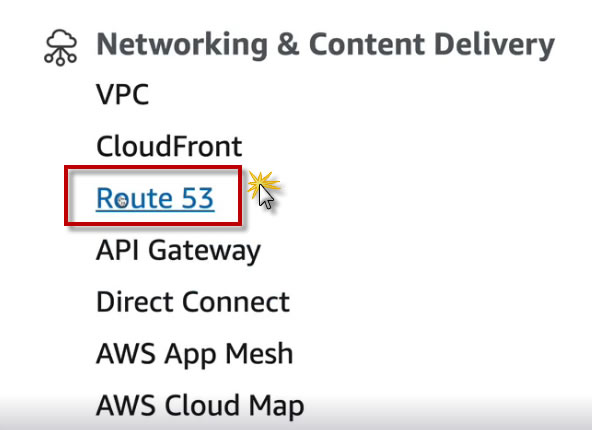 Networking & Content Delivery
VPC
CloudFront
Route 53
API Gateway
Direct Connect
AWS App Mesh
AWS Cloud Map